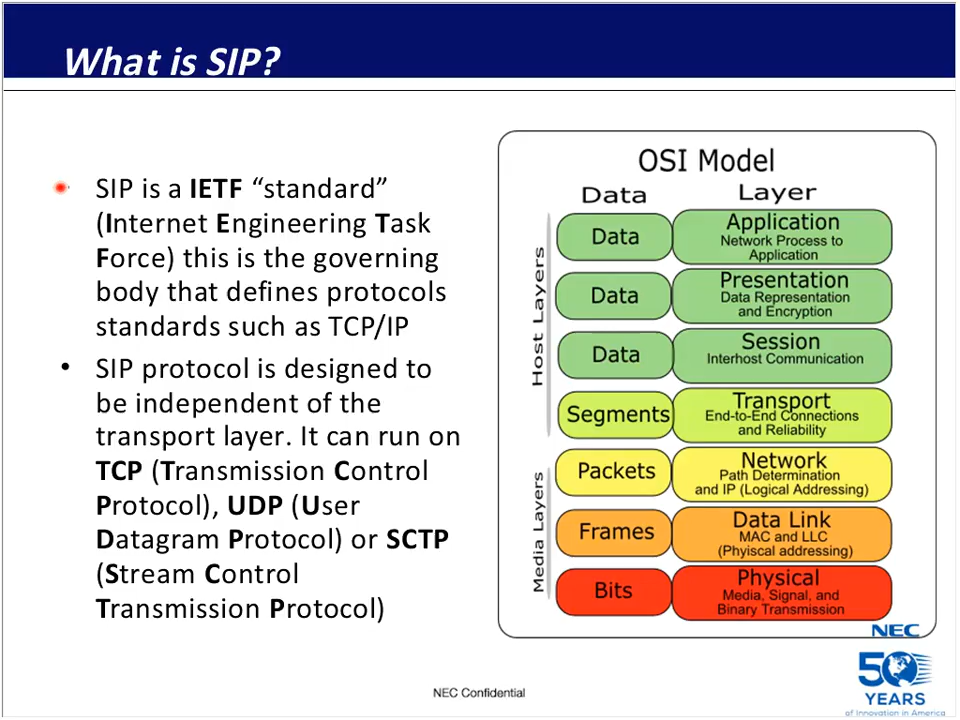 What is SIP?
• SIP is a IETF “standard”
(Internet Engineering Task
Force) this is the governing
body that defines protocols
standards such as TCP/IP
• SIP protocol is designed to
be independent of the
transport layer. It can run on
TCP (Transmission Control
Protocol), UDP (User
Datagram Protocol) or SCTP
(Stream Control
Transmission Protocol)
OSI Model
Data Layer
Host Layers
Data
Application
Network Process to
Application
Data
Presentation
Data Representation
and Encryption
Data
Session
Interhost Communication
Segments
Transport
End-to-End Connections
and Reliability
Media Layers
Packets
Network
Path Determination
and IP (Logical Addressing)
Frames
Data Link
MAC and LLC
(Phyiscal addressing)
Bits
Physical
Media, Signal, and
Binary Transmission
NEC
50
YEARS
of Innovation in America
NEC Confidential